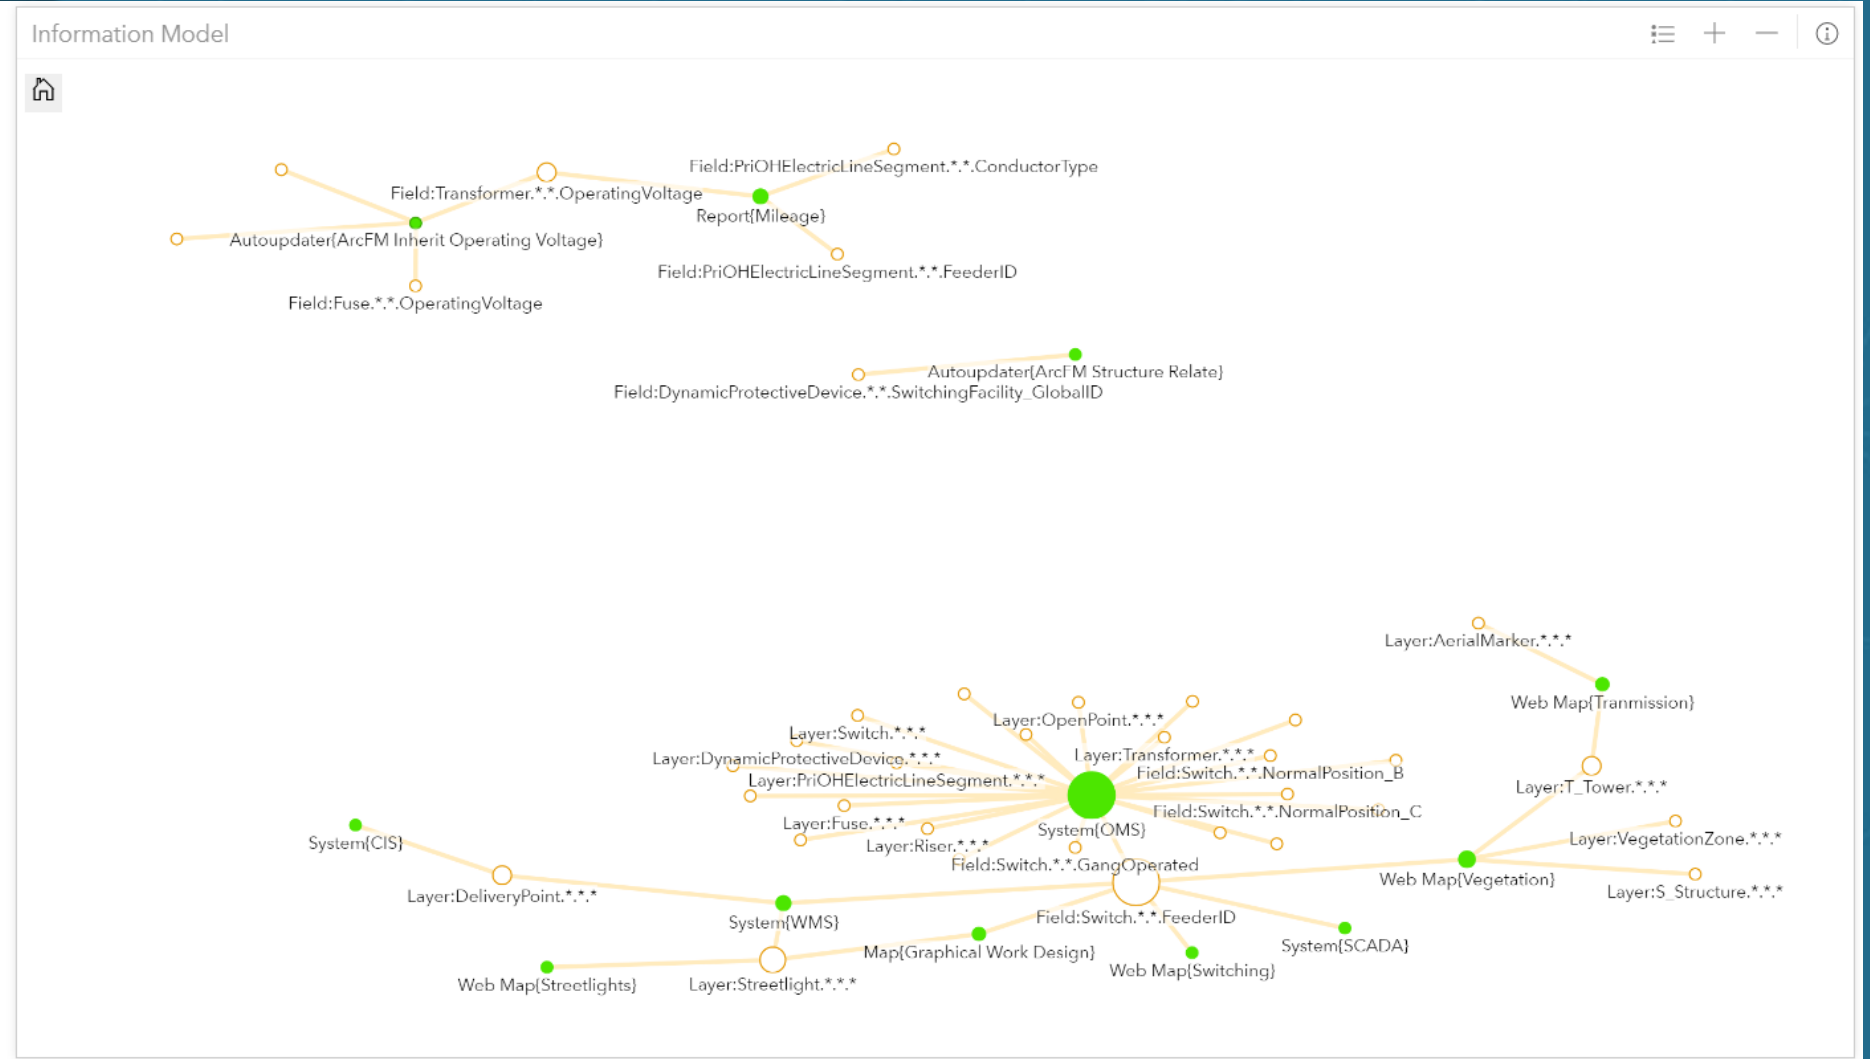 Information Model
Field:PriOHElectricLineSegment.*.*.ConductorType
Field:Transformer.*.*.OperatingVoltage
Report{Mileage}
Autoupdater{ArcFM Inherit Operating Voltage}
Field:PriOHElectricLineSegment.*.*.FeederID
Field:Fuse.*.*.OperatingVoltage
Autoupdater{ArcFM Structure Relate}
Field:DynamicProtectiveDevice.*.*.SwitchingFacility_GlobalID
Layer:AerialMarker.*.*.*
Web Map{Tranmission}
Layer:OpenPoint.*.*.*
Layer:Switch.*.*.*
Layer:Transformer.*.*.*
Layer:DynamicProtectiveDevice.*.*.*
Field:Switch.*.*.NormalPosition_B
Layer:PriOHElectricLineSegment.*.*.*
Layer:T_Tower.*.*.*
Field:Switch.*.*.NormalPosition_C
Layer:Fuse.*.*.*
System{OMS}
Layer:VegetationZone.*.*.*
System{CIS}
Layer:Riser.*.*.*
Field:Switch.*.*.GangOperated
Web Map{Vegetation}
Layer:S_Structure.*.*.*
Layer:DeliveryPoint.*.*.*
Field:Switch.*.*.FeederID
System{WMS}
System{SCADA}
Map{Graphical Work Design}
Web Map{Switching}
Web Map{Streetlights}
Layer:Streetlight.*.*.*